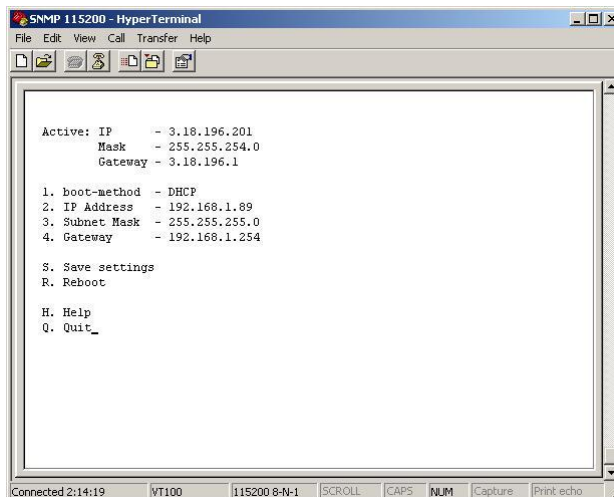 SNMP 115200 - HyperTerminal
File Edit View Call Transfer Help
Active: IP - 3.18.196.201
Mask - 255.255.254.0
Gateway - 3.18.196.1
1. boot-method - DHCP
2. IP Address - 192.168.1.89
3. Subnet Mask - 255.255.255.0
4. Gateway - 192.168.1.254
S. Save settings
R. Reboot
H. Help
Q. Quit_
Connected 2:14:19 VT100 115200 8-N-1 SCROLL CAPS NUM Capture Print echo